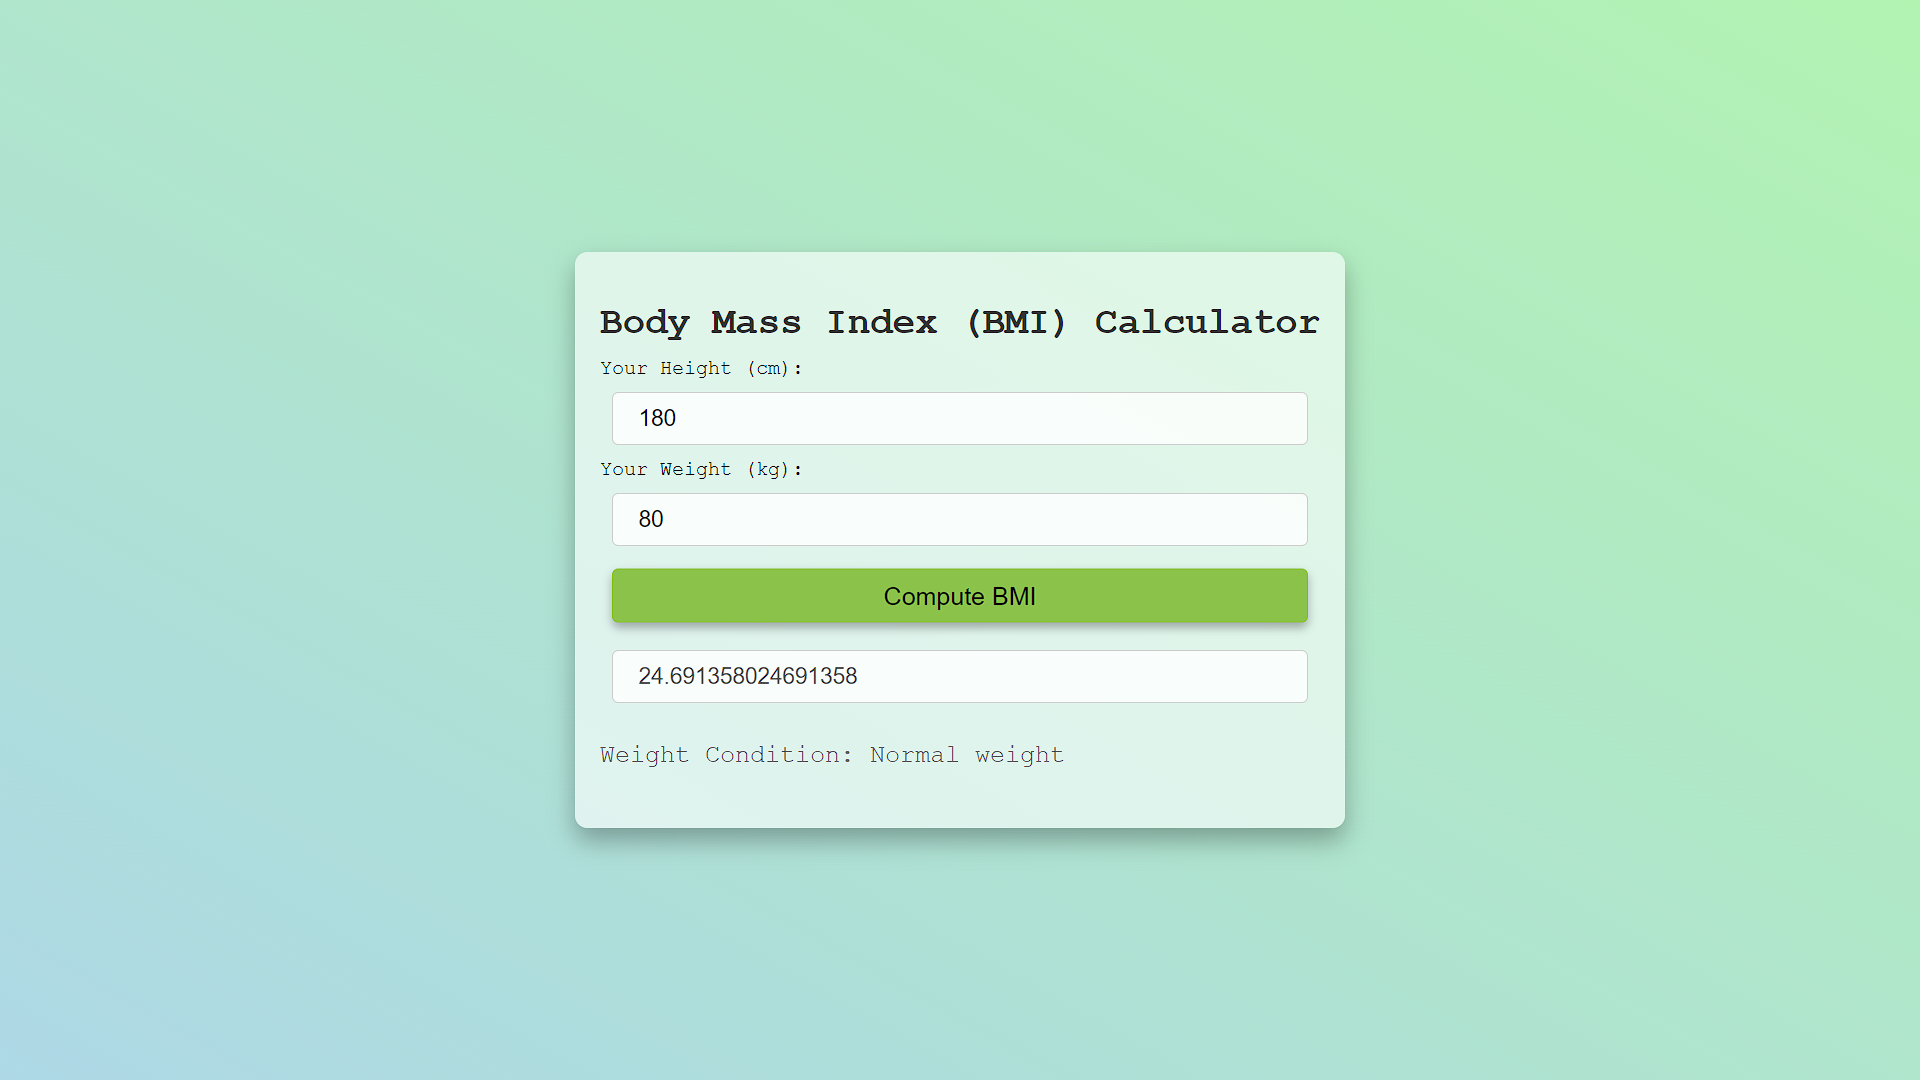 Body Mass Index (BMI) Calculator
Your Height (cm):
180
Your Weight (kg):
80
Compute BMI
24.691358024691358
Weight Condition: Normal weight